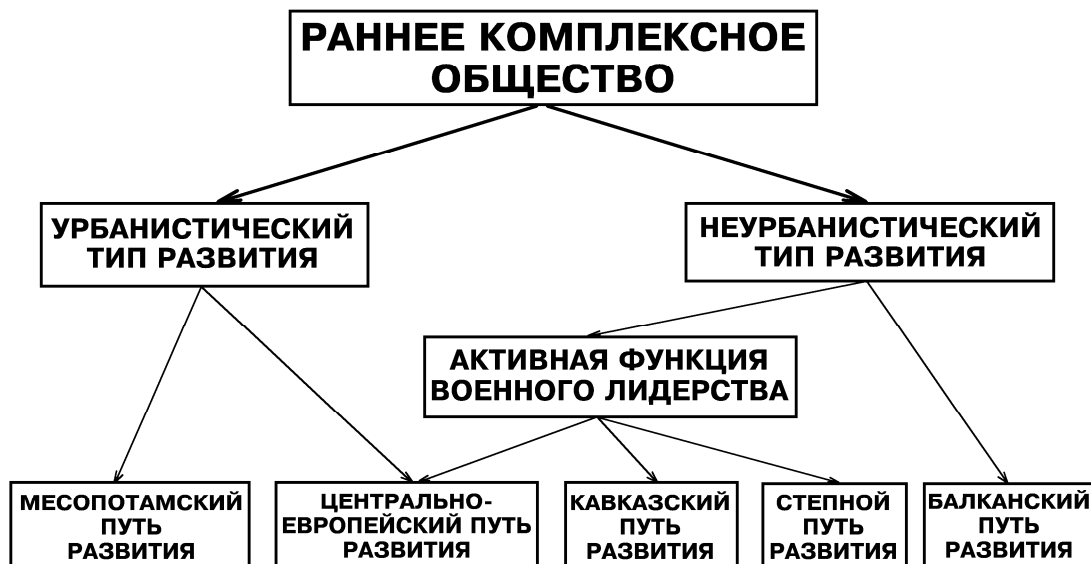 РАННЕЕ КОМПЛЕКСНОЕ
ОБЩЕСТВО
УРБАНИСТИЧЕСКИЙ
ТИП РАЗВИТИЯ
НЕУРБАНИСТИЧЕСКИЙ
ТИП РАЗВИТИЯ
АКТИВНАЯ ФУНКЦИЯ
ВОЕННОГО ЛИДЕРСТВА
МЕСОПОТАМСКИЙ
ПУТЬ
РАЗВИТИЯ
ЦЕНТРАЛЬНО-
ЕВРОПЕЙСКИЙ ПУТЬ
РАЗВИТИЯ
КАВКАЗСКИЙ
ПУТЬ
РАЗВИТИЯ
СТЕПНОЙ
ПУТЬ
РАЗВИТИЯ
БАЛКАНСКИЙ
ПУТЬ
РАЗВИТИЯ